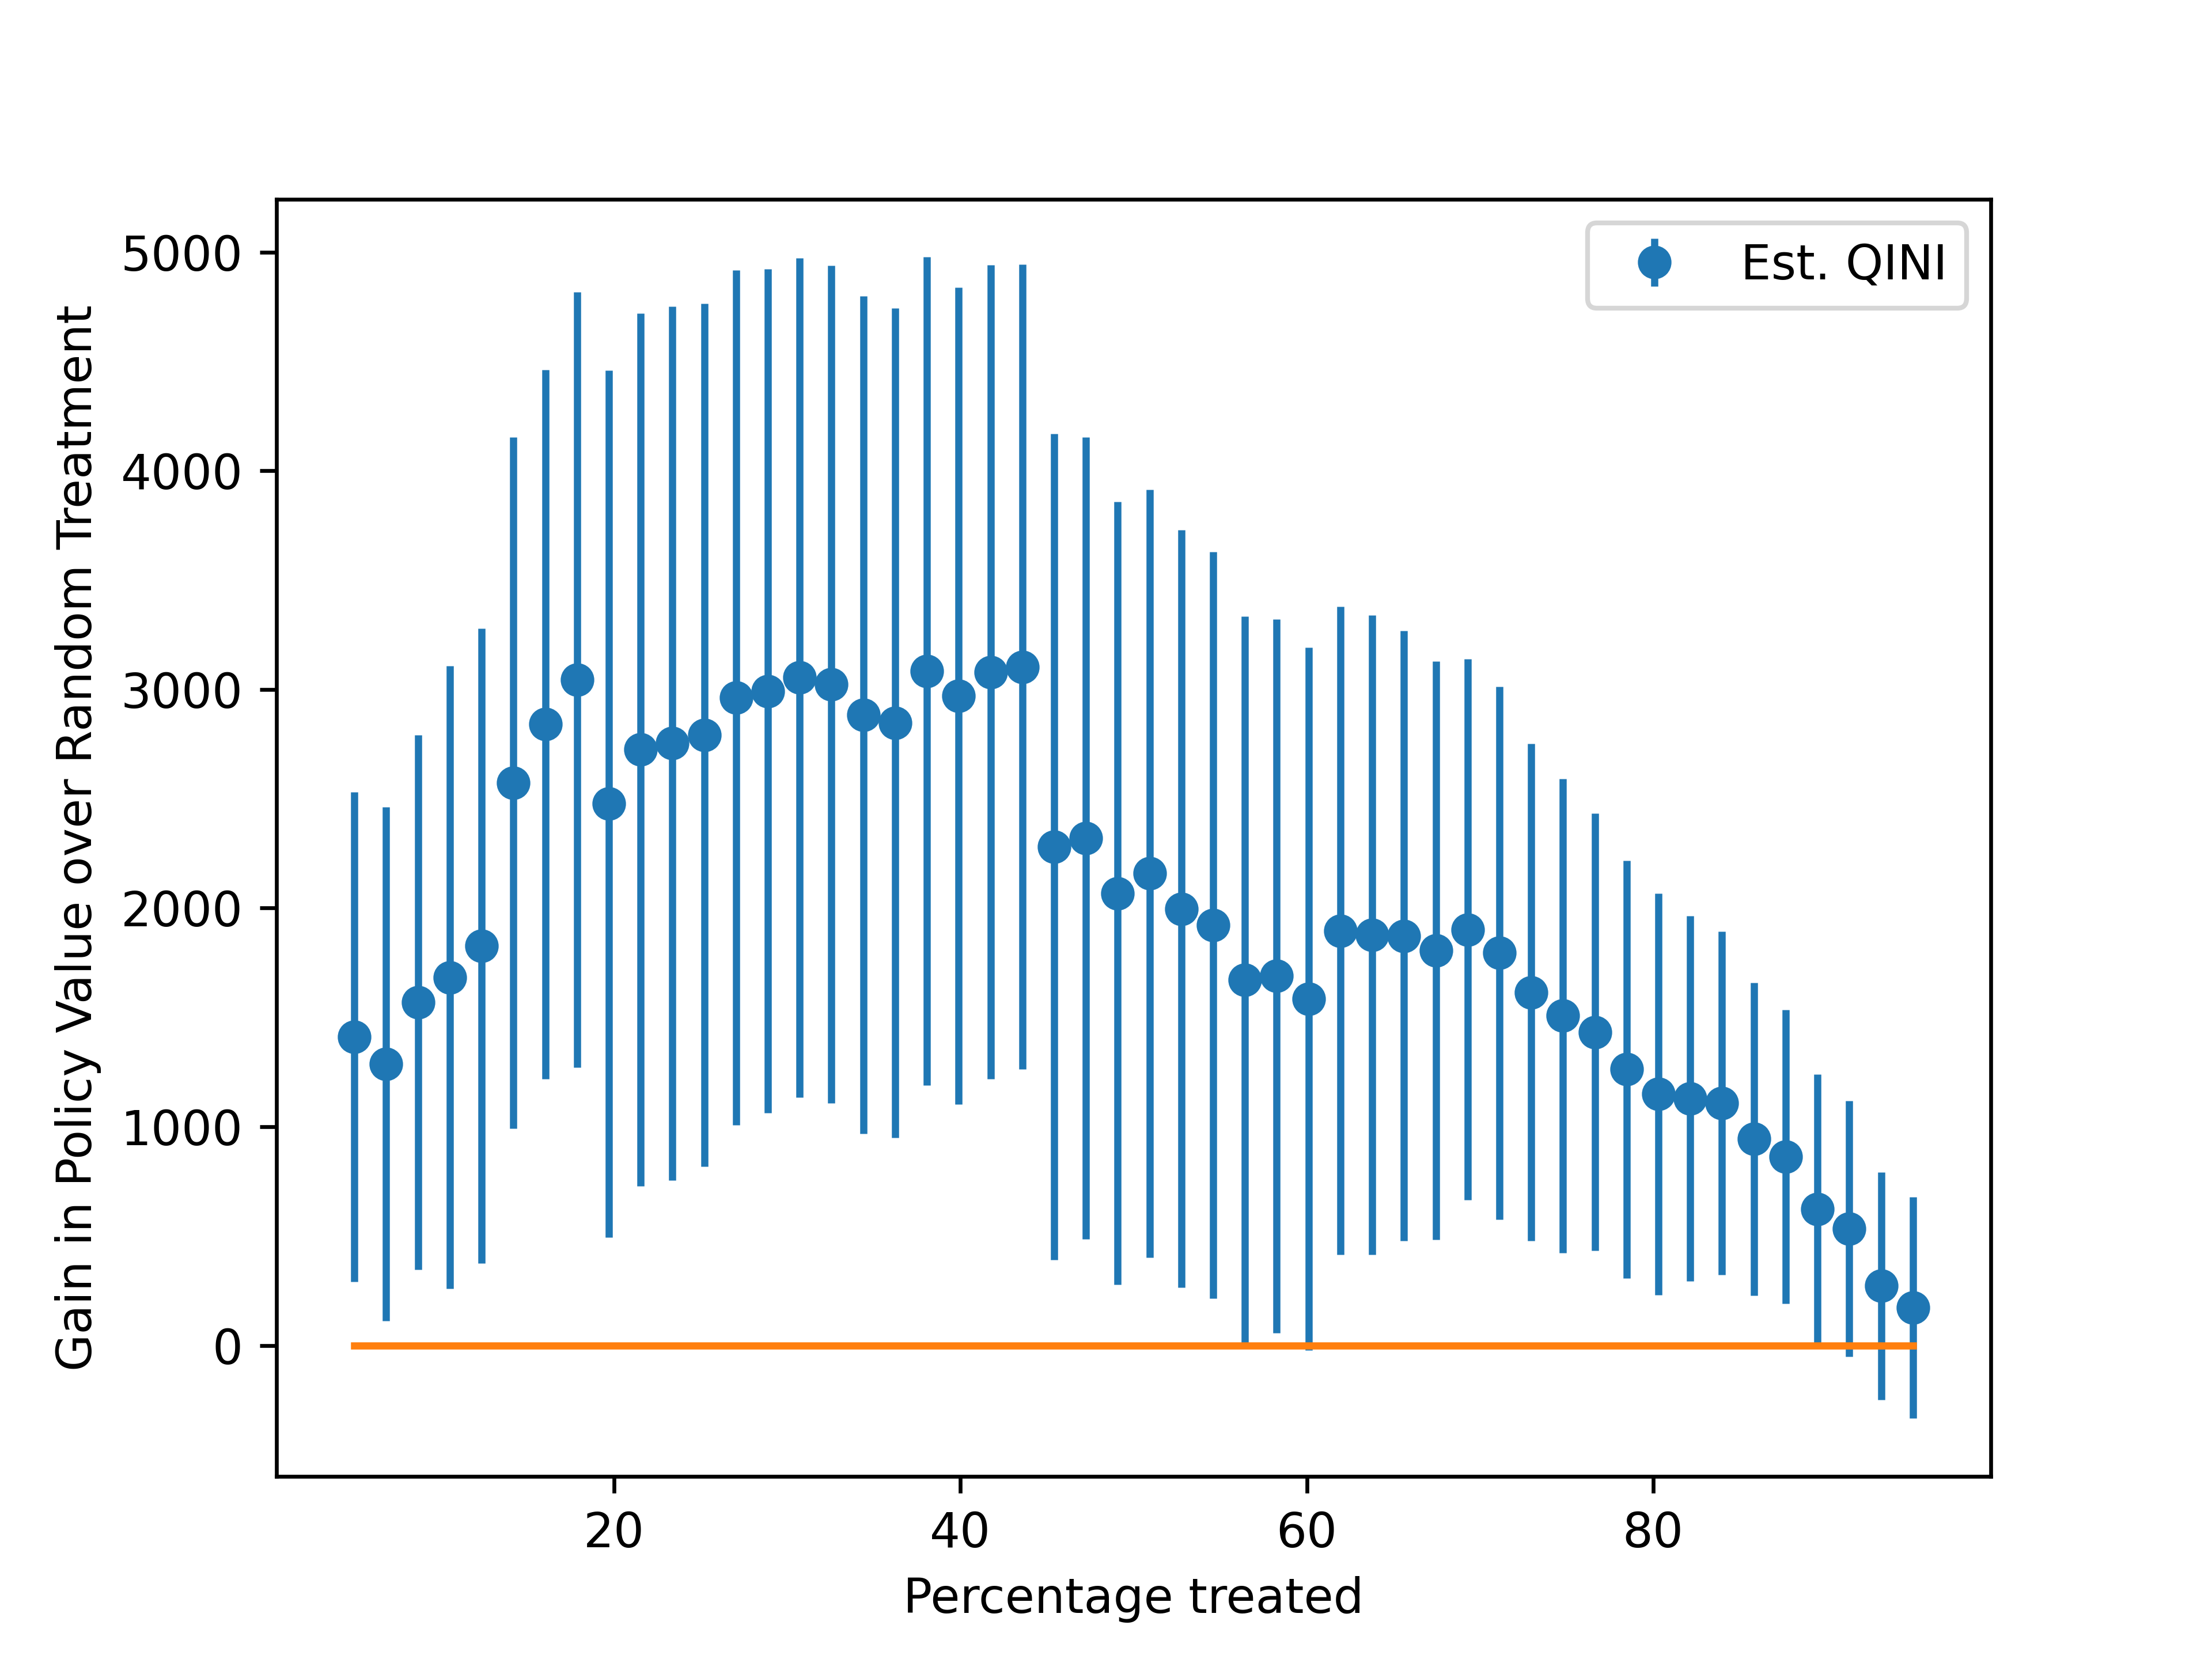 Est. QINI
Gain in Policy Value over Random Treatment
5000
4000
3000
2000
1000
0
20 40 60 80
Percentage treated